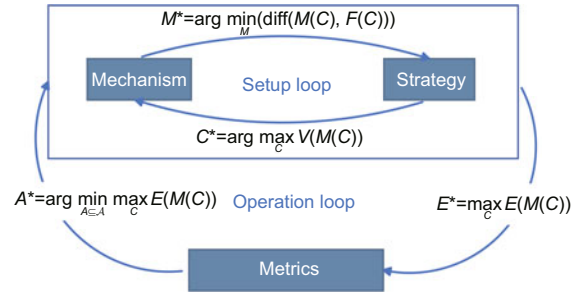 M*=arg min(diff(M(C), F(C)))
M
Mechanism
Setup loop
Strategy
C*=arg max V(M(C))
C
A*=arg min max E(M(C))
A⊆𝒜 C
Operation loop
E*=max E(M(C))
C
Metrics